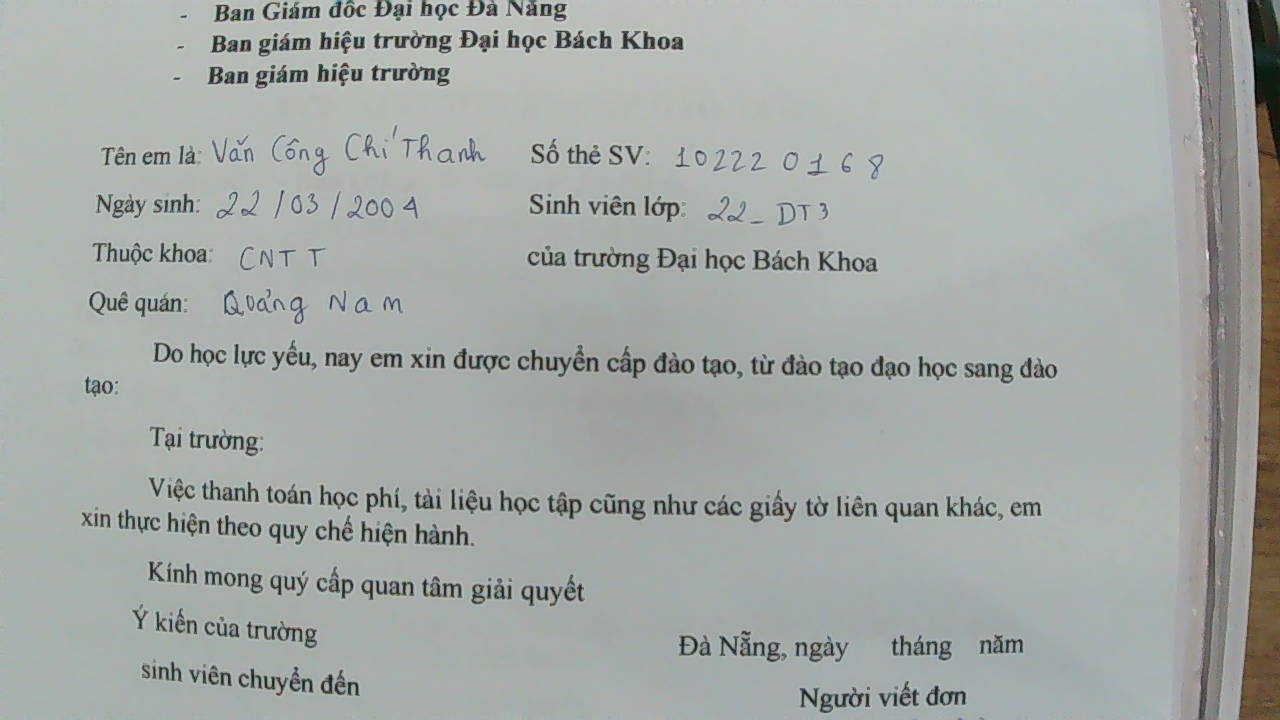 - Ban Giám đốc Đại học Đà Nẵng
- Ban giám hiệu trường Đại học Bách Khoa
- Ban giám hiệu trường
Tên em là: Văn Công Chí Thanh Số thẻ SV: 102220168
Ngày sinh: 22/03/2004 Sinh viên lớp: 22_DT3
Thuộc khoa: CNTT của trường Đại học Bách Khoa
Quê quán: Quảng Nam
Do học lực yếu, nay em xin được chuyển cấp đào tạo, từ đào tạo đạo học sang đào
tạo:
Tại trường:
Việc thanh toán học phí, tài liệu học tập cũng như các giấy tờ liên quan khác, em
xin thực hiện theo quy chế hiện hành.
Kính mong quý cấp quan tâm giải quyết
Ý kiến của trường
Đà Nẵng, ngày tháng năm
sinh viên chuyển đến
Người viết đơn